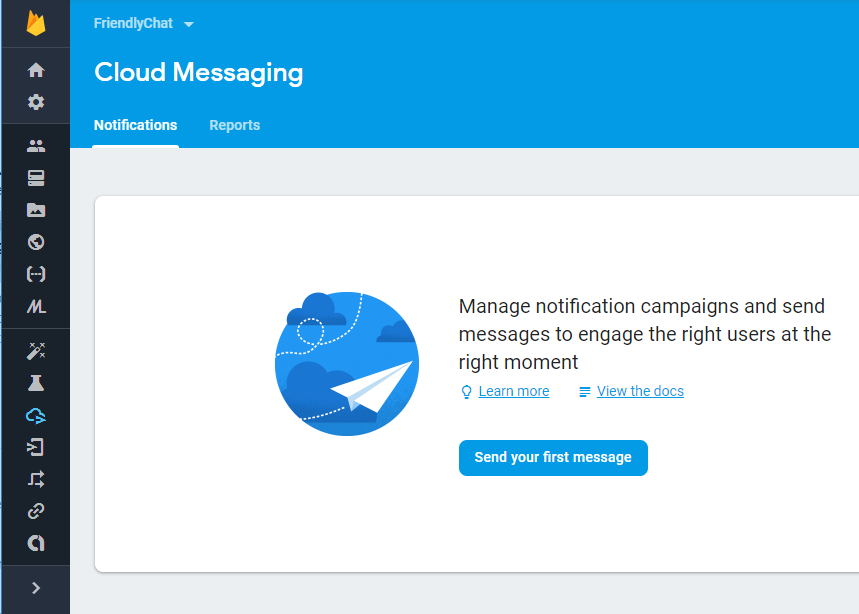 FriendlyChat
Cloud Messaging
Notifications
Reports
Manage notification campaigns and send
messages to engage the right users at the
right moment
Learn more
View the docs
Send your first message
ML